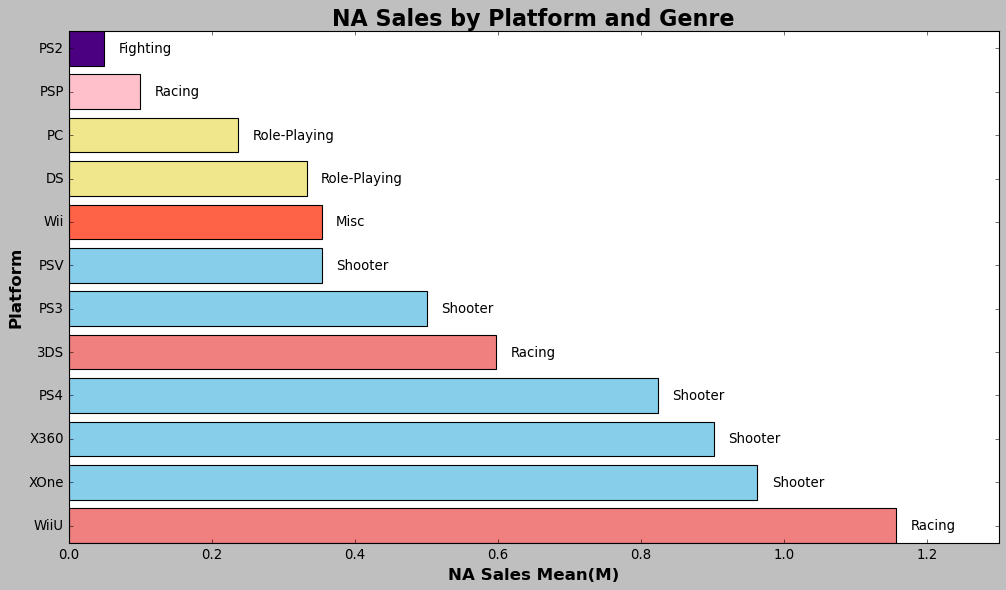 NA Sales by Platform and Genre
PS2 Fighting
PSP Racing
PC Role-Playing
DS Role-Playing
Wii Misc
PSV Shooter
PS3 Shooter
3DS Racing
PS4 Shooter
X360 Shooter
XOne Shooter
WiiU Racing
Platform
0.0 0.2 0.4 0.6 0.8 1.0 1.2
NA Sales Mean(M)